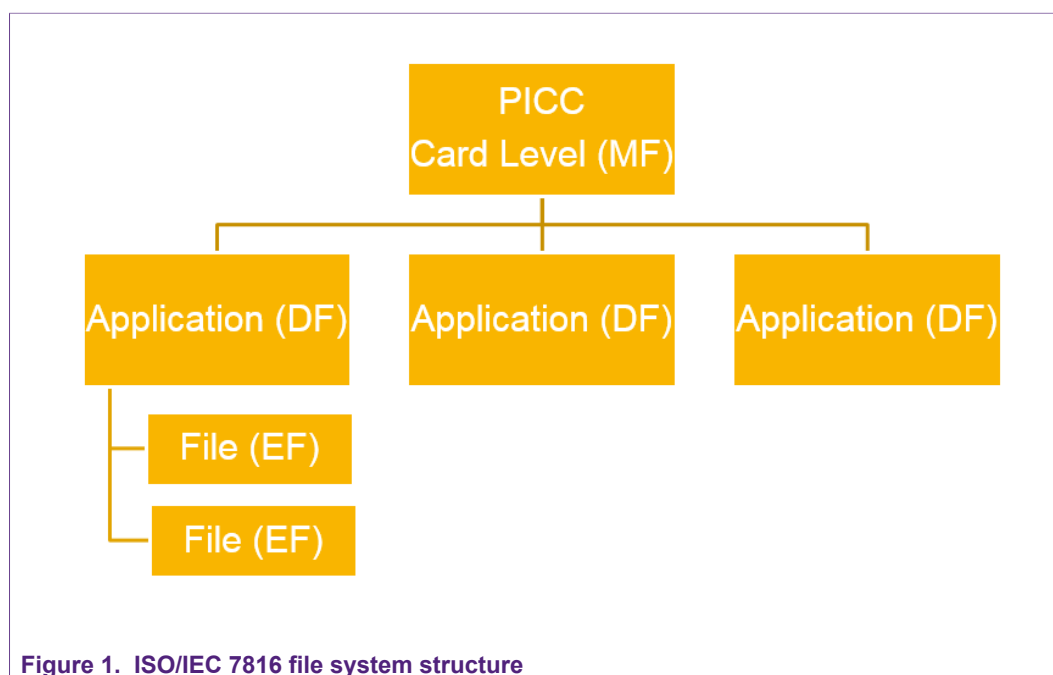 PICC
Card Level (MF)
Application (DF)
Application (DF)
Application (DF)
File (EF)
File (EF)
Figure 1. ISO/IEC 7816 file system structure